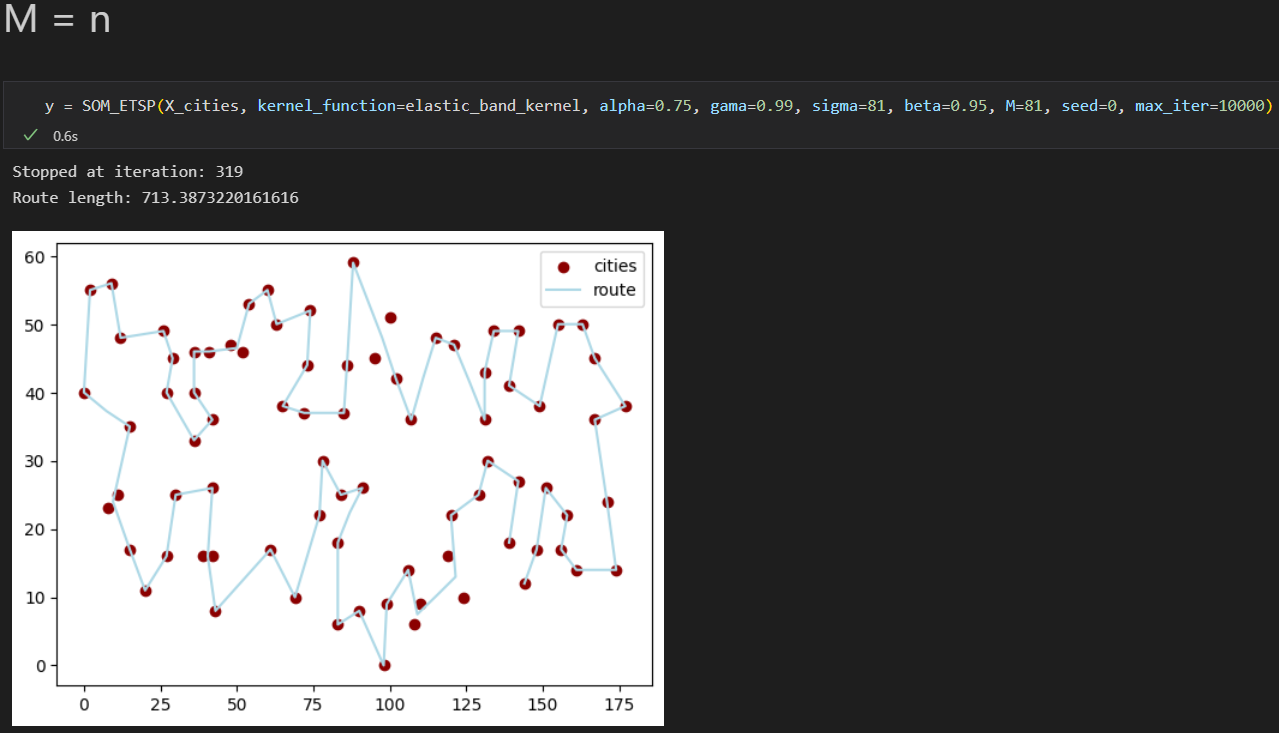 M = n
y = SOM_ETSP(X_cities, kernel_function=elastic_band_kernel, alpha=0.75, gama=0.99, sigma=81, beta=0.95, M=81, seed=0, max_iter=10000)
0.6s
Stopped at iteration: 319
Route length: 713.3873220161616
cities
route
60
50
40
30
20
10
0
0 25 50 75 100 125 150 175